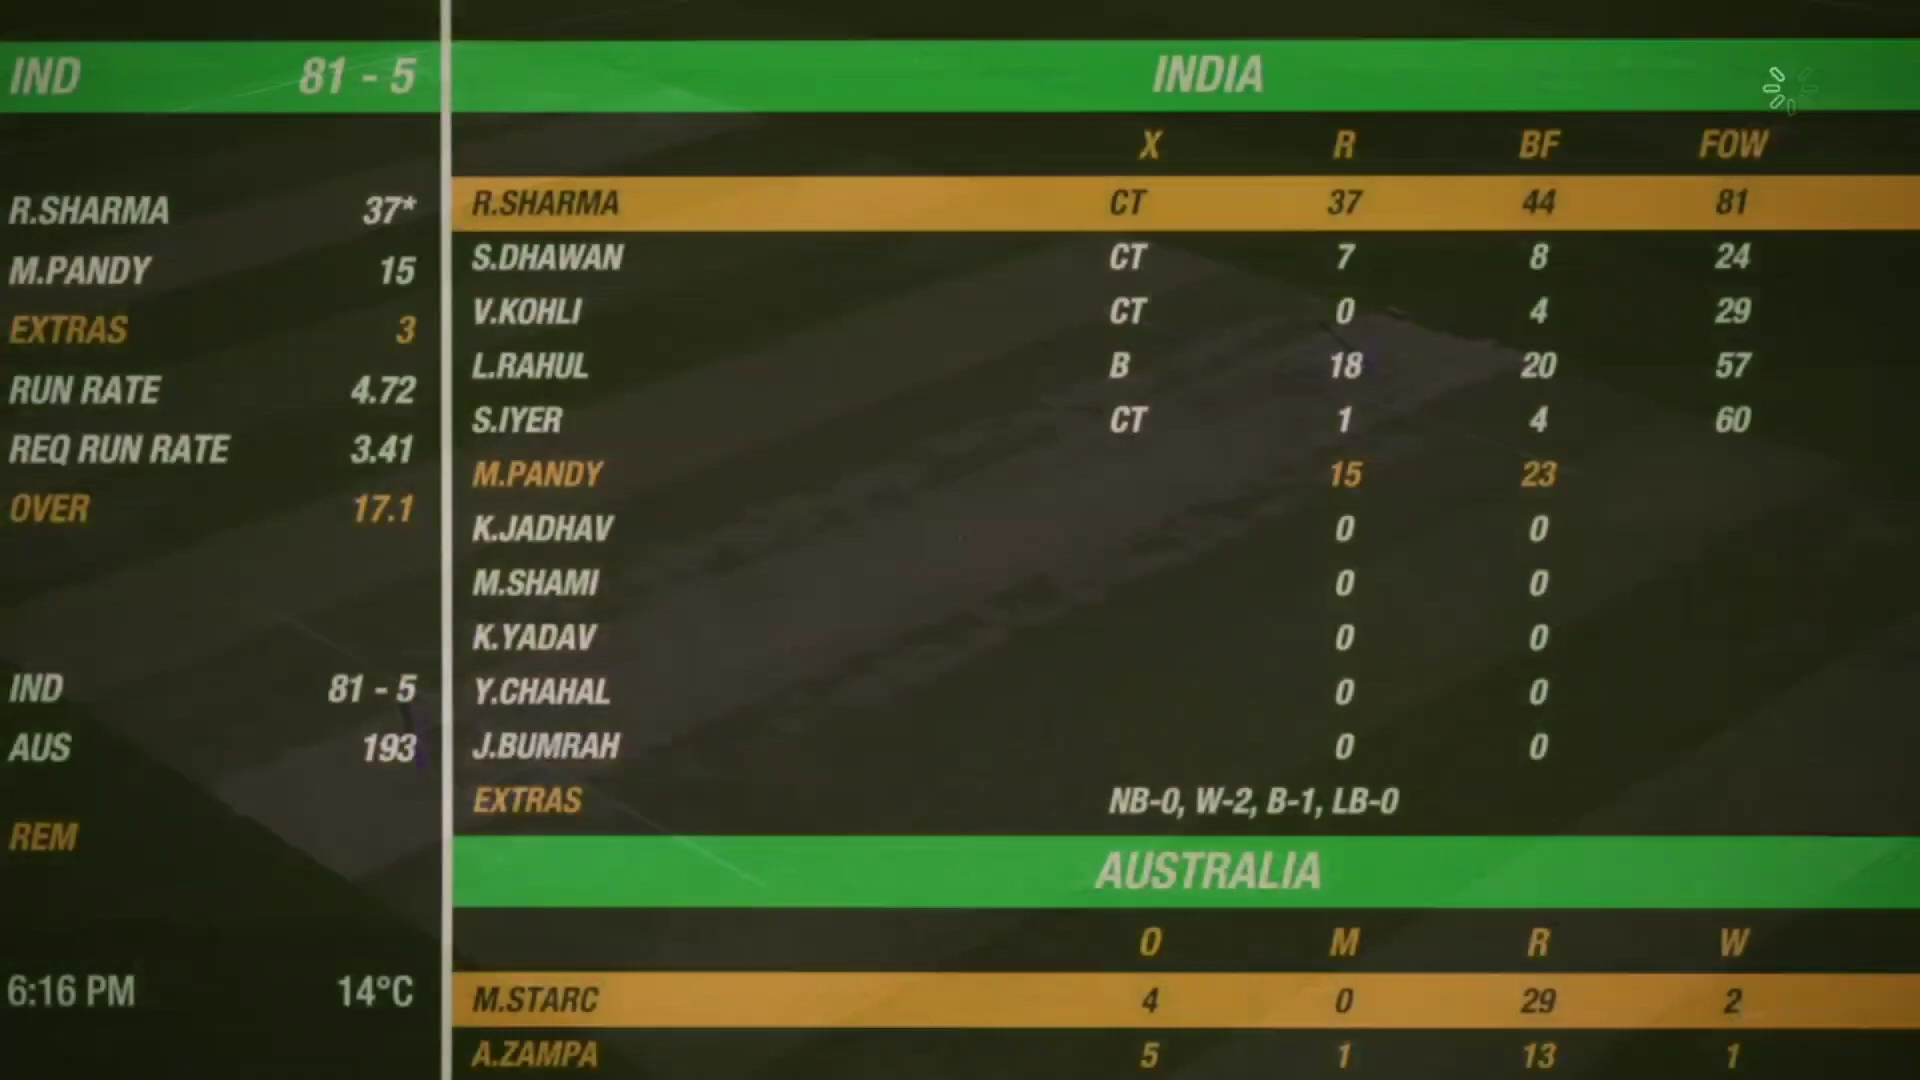 IND 81 - 5
R.SHARMA 37*
M.PANDY 15
EXTRAS 3
RUN RATE 4.72
REQ RUN RATE 3.41
OVER 17.1
IND 81 - 5
AUS 193
REM
6:16 PM 14°C
INDIA
X R BF FOW
R.SHARMA CT 37 44 81
S.DHAWAN CT 7 8 24
V.KOHLI CT 0 4 29
L.RAHUL B 18 20 57
S.IYER CT 1 4 60
M.PANDY 15 23
K.JADHAV 0 0
M.SHAMI 0 0
K.YADAV 0 0
Y.CHAHAL 0 0
J.BUMRAH 0 0
EXTRAS NB-0, W-2, B-1, LB-0
AUSTRALIA
O M R W
M.STARC 4 0 29 2
A.ZAMPA 5 1 13 1